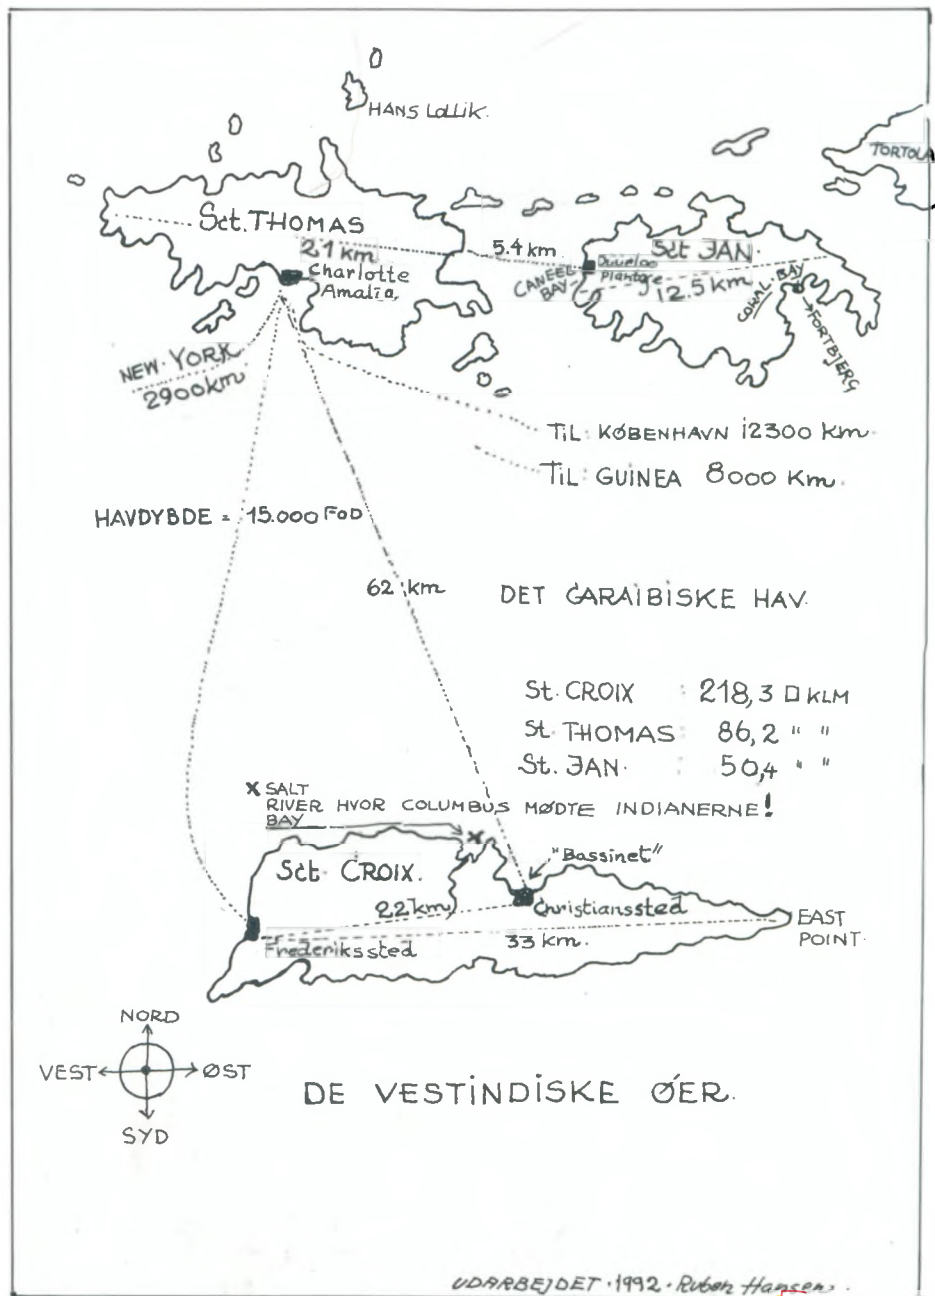 HANS LOLLIK.
TORTOLA
Sct. THOMAS
21 km
Charlotte
Amalia,
5.4 km
Sct JAN.
Plantage
12.5 km
CANEEL
BAY
BAY
FORTBJERG
NEW YORK
2900 km
TIL KØBENHAVN 12300 Km.
TIL GUINEA 8000 Km.
HAVDYBDE = 15.000 FOD
62 km
DET CARAIBISKE HAV.
St. CROIX : 218,3 □ KLM
St. THOMAS : 86,2 " "
St. JAN. : 50,4 " "
X SALT
RIVER HVOR COLUMBUS MØDTE INDIANERNE!
BAY
"Bassinet"
Sct. CROIX.
22 km
Christianssted
EAST
POINT.
33 km.
Frederikssted
NORD
VEST
ØST
SYD
DE VESTINDISKE ØER.
UDARBEJDET · 1992 · Ruben Hansen.